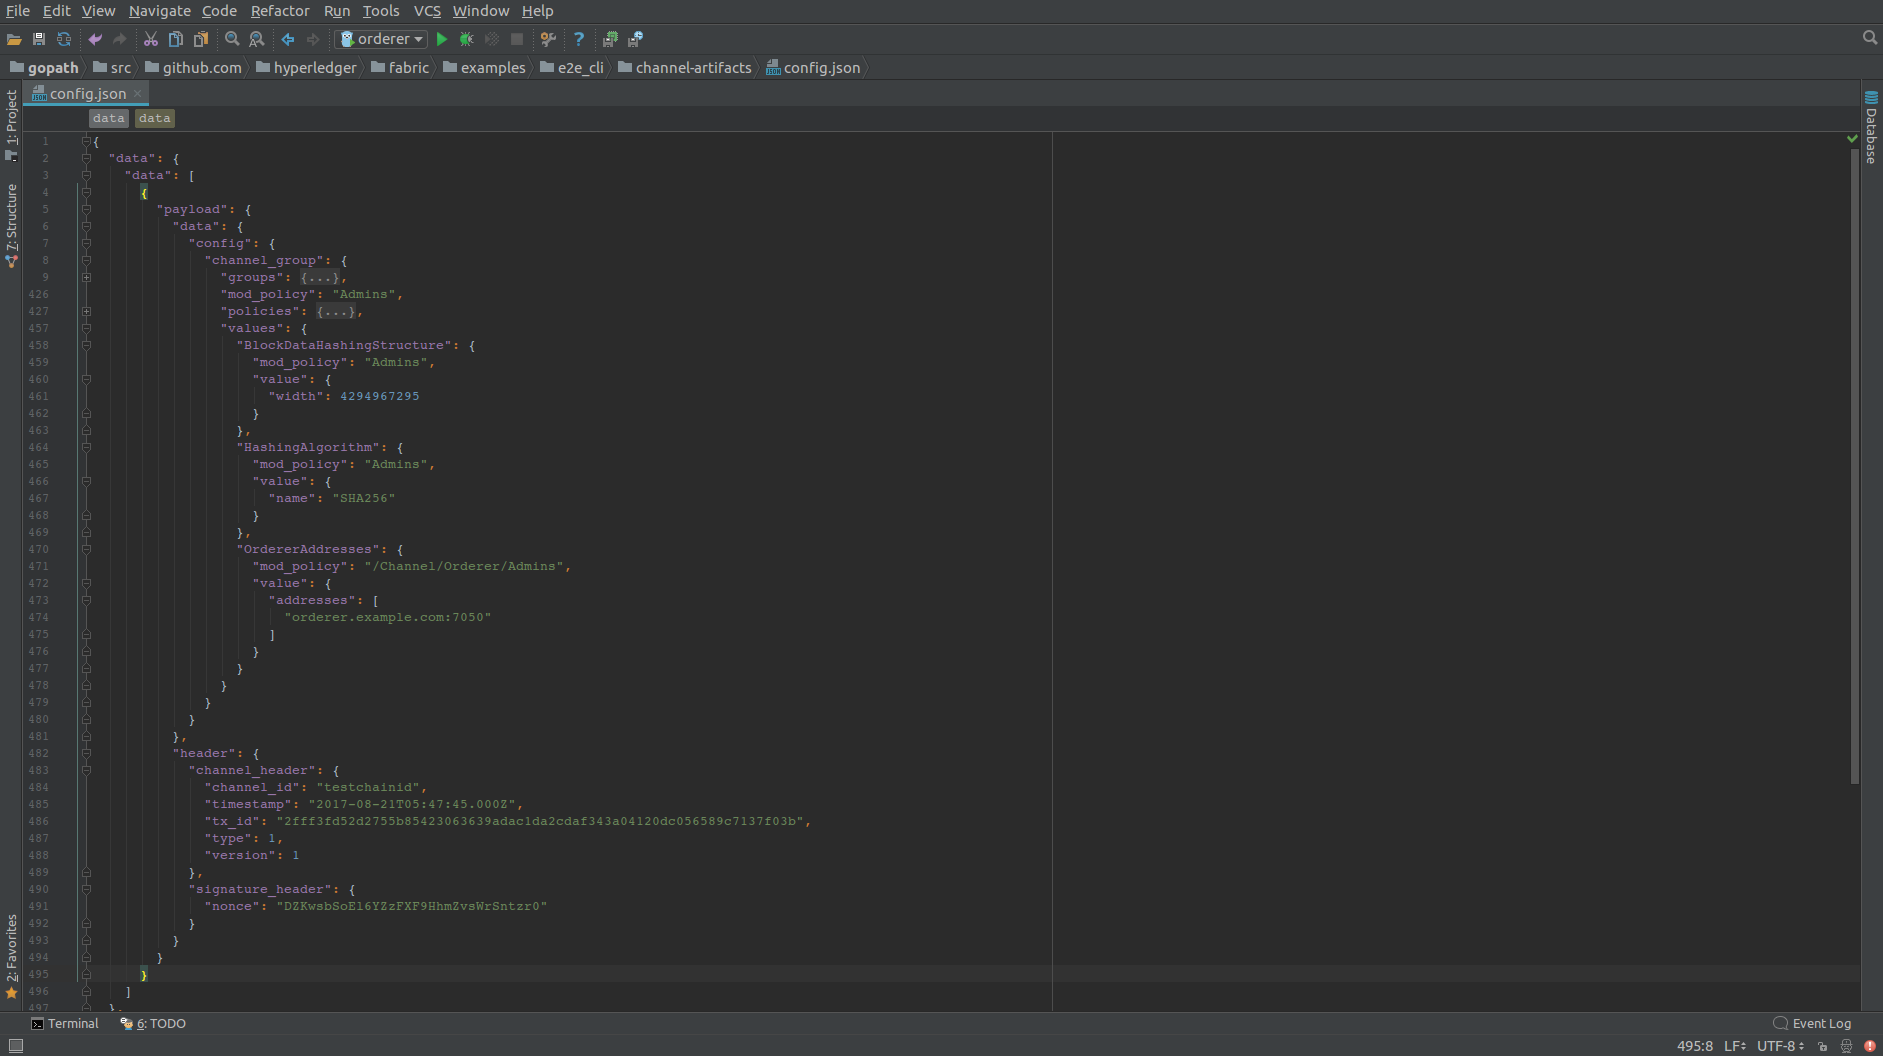 File Edit View Navigate Code Refactor Run Tools VCS Window Help
orderer
gopath src github.com hyperledger fabric examples e2e_cli channel-artifacts config.json
config.json
data data
1 {
2 "data": {
3 "data": [
4 {
5 "payload": {
6 "data": {
7 "config": {
8 "channel_group": {
9 "groups": {...},
426 "mod_policy": "Admins",
427 "policies": {...},
457 "values": {
458 "BlockDataHashingStructure": {
459 "mod_policy": "Admins",
460 "value": {
461 "width": 4294967295
462 }
463 },
464 "HashingAlgorithm": {
465 "mod_policy": "Admins",
466 "value": {
467 "name": "SHA256"
468 }
469 },
470 "OrdererAddresses": {
471 "mod_policy": "/Channel/Orderer/Admins",
472 "value": {
473 "addresses": [
474 "orderer.example.com:7050"
475 ]
476 }
477 }
478 }
479 }
480 }
481 },
482 "header": {
483 "channel_header": {
484 "channel_id": "testchainid",
485 "timestamp": "2017-08-21T05:47:45.000Z",
486 "tx_id": "2fff3fd52d2755b85423063639adac1da2cdaf343a04120dc056589c7137f03b",
487 "type": 1,
488 "version": 1
489 },
490 "signature_header": {
491 "nonce": "DZKwsbSoEl6YZzFXF9HhmZvsWrSntzr0"
492 }
493 }
494 }
495 }
496 ]
497 },
1: Project
7: Structure
2: Favorites
Database
Terminal 6: TODO Event Log
495:8 LF UTF-8